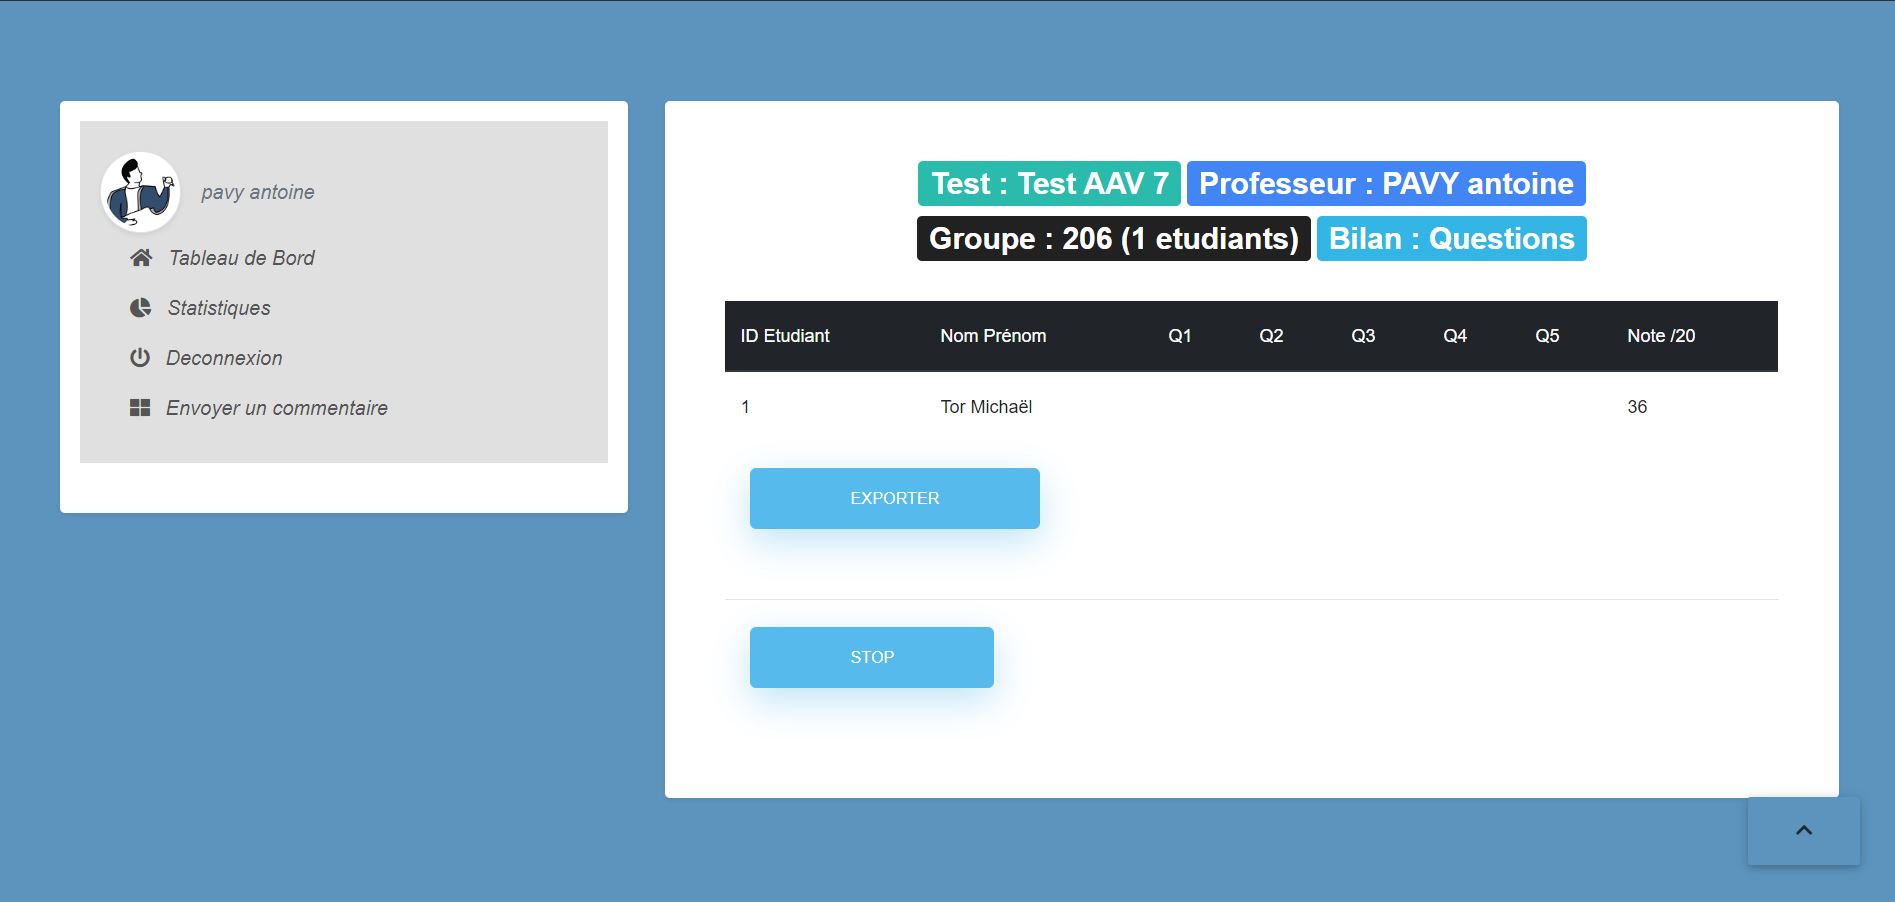 pavy antoine
Tableau de Bord
Statistiques
Deconnexion
Envoyer un commentaire
Test : Test AAV 7 Professeur : PAVY antoine
Groupe : 206 (1 etudiants) Bilan : Questions
ID Etudiant Nom Prénom Q1 Q2 Q3 Q4 Q5 Note /20
1 Tor Michaël 36
EXPORTER
STOP